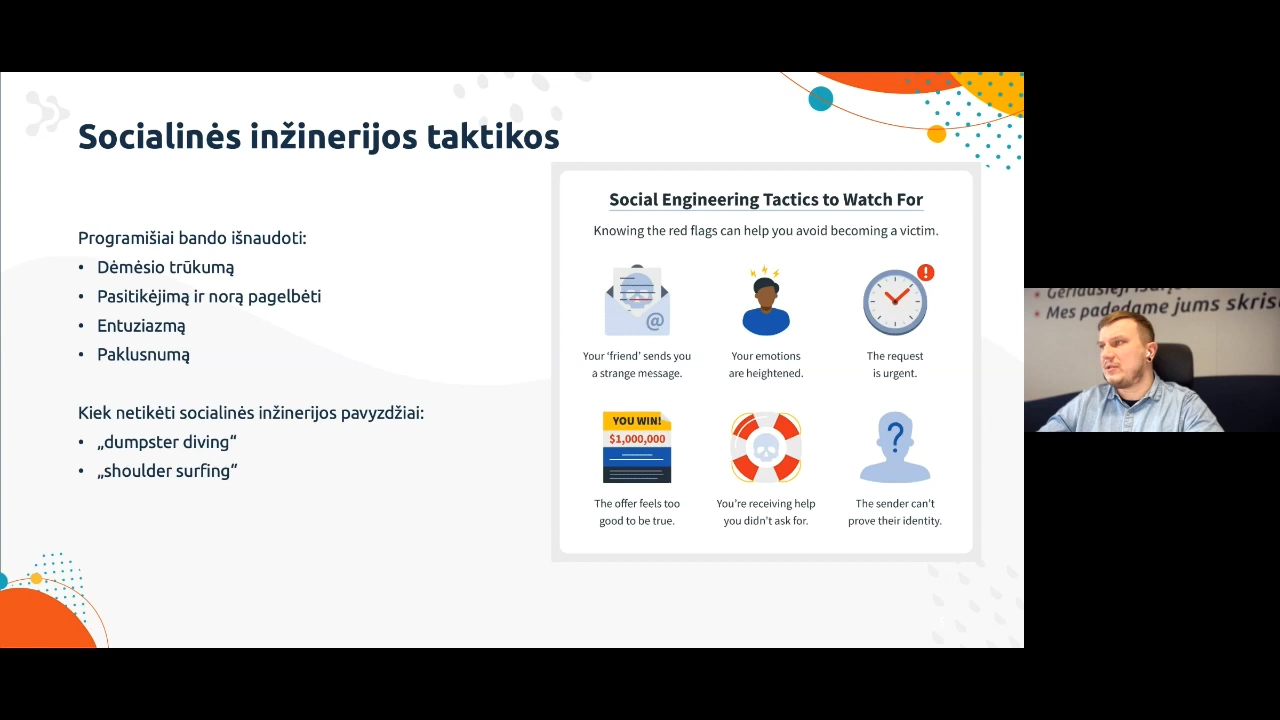 Socialinės inžinerijos taktikos
Programišiai bando išnaudoti:
• Dėmėsio trūkumą
• Pasitikėjimą ir norą pagelbėti
• Entuziazmą
• Paklusnumą
Kiek netikėti socialinės inžinerijos pavyzdžiai:
• „dumpster diving“
• „shoulder surfing“
Social Engineering Tactics to Watch For
Knowing the red flags can help you avoid becoming a victim.
@
Your ‘friend’ sends you
a strange message.
Your emotions
are heightened.
!
The request
is urgent.
YOU WIN!
$1,000,000
The offer feels too
good to be true.
You’re receiving help
you didn’t ask for.
?
The sender can’t
prove their identity.
Mes padedame jums